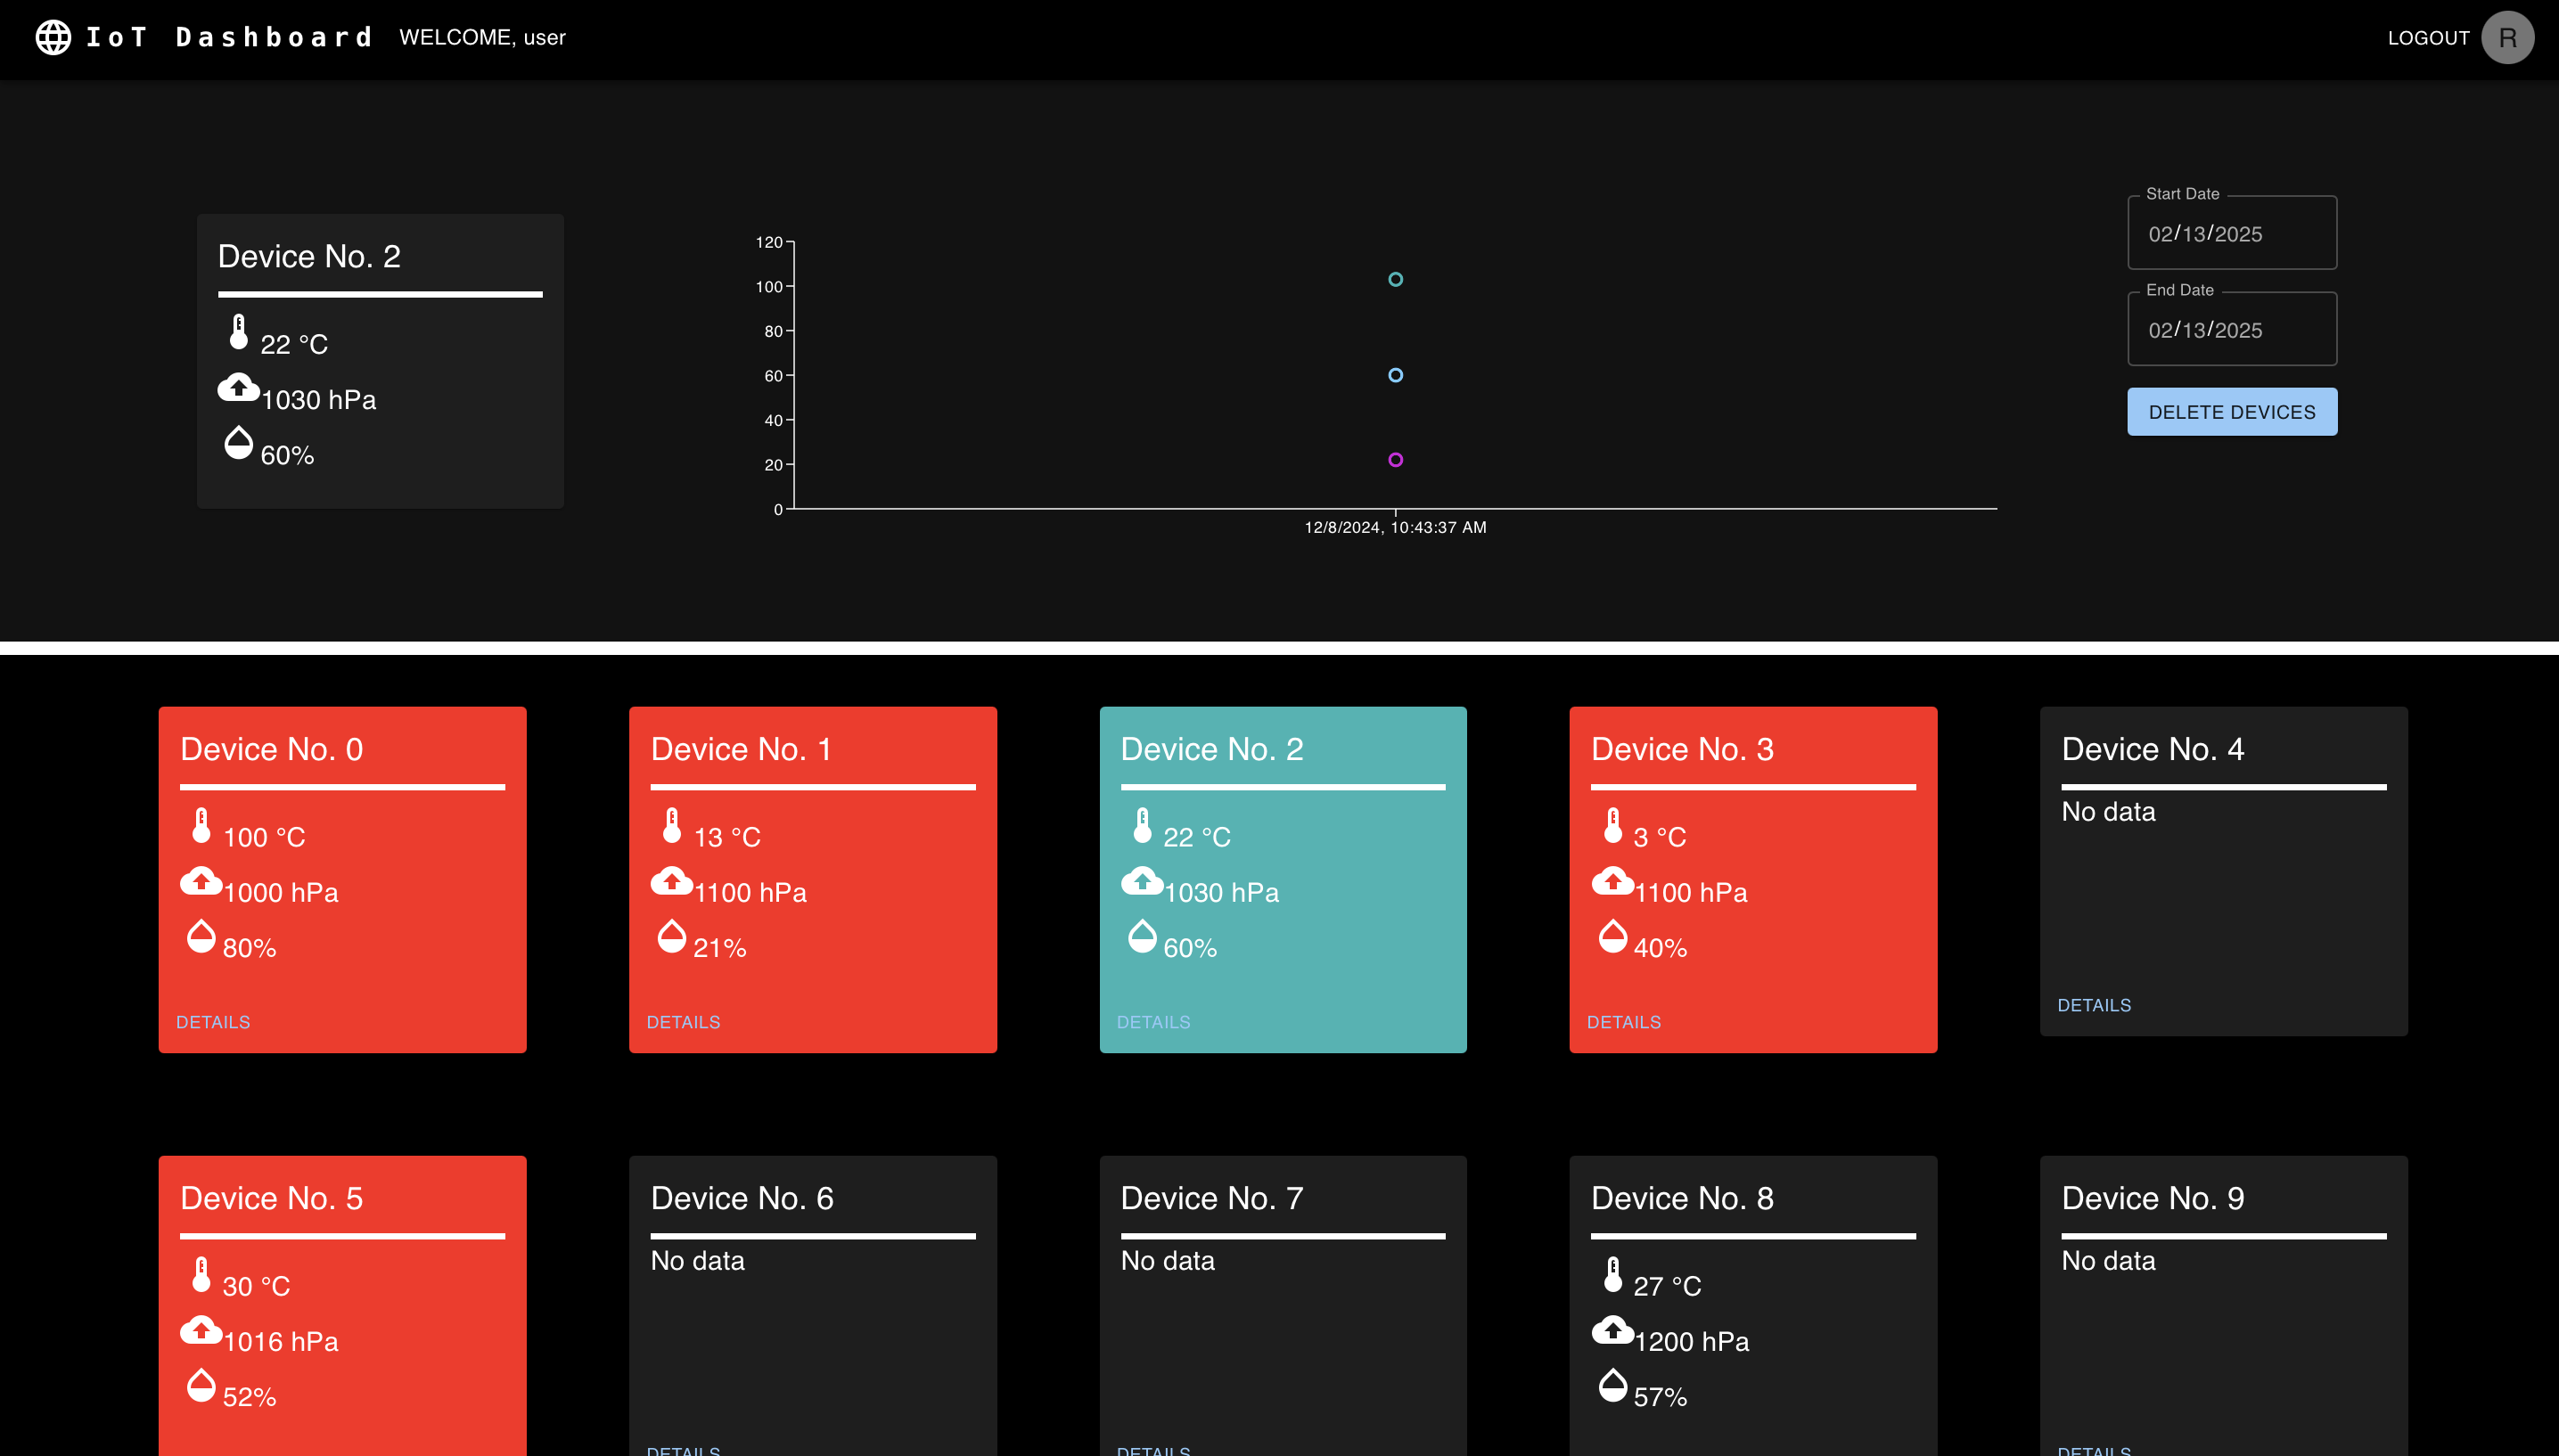 IoT Dashboard WELCOME, user LOGOUT R
Device No. 2
22 °C
1030 hPa
60%
120
100
80
60
40
20
0
12/8/2024, 10:43:37 AM
Start Date
02/13/2025
End Date
02/13/2025
DELETE DEVICES
Device No. 0
100 °C
1000 hPa
80%
DETAILS
Device No. 1
13 °C
1100 hPa
21%
DETAILS
Device No. 2
22 °C
1030 hPa
60%
DETAILS
Device No. 3
3 °C
1100 hPa
40%
DETAILS
Device No. 4
No data
DETAILS
Device No. 5
30 °C
1016 hPa
52%
Device No. 6
No data
DETAILS
Device No. 7
No data
DETAILS
Device No. 8
27 °C
1200 hPa
57%
Device No. 9
No data
DETAILS